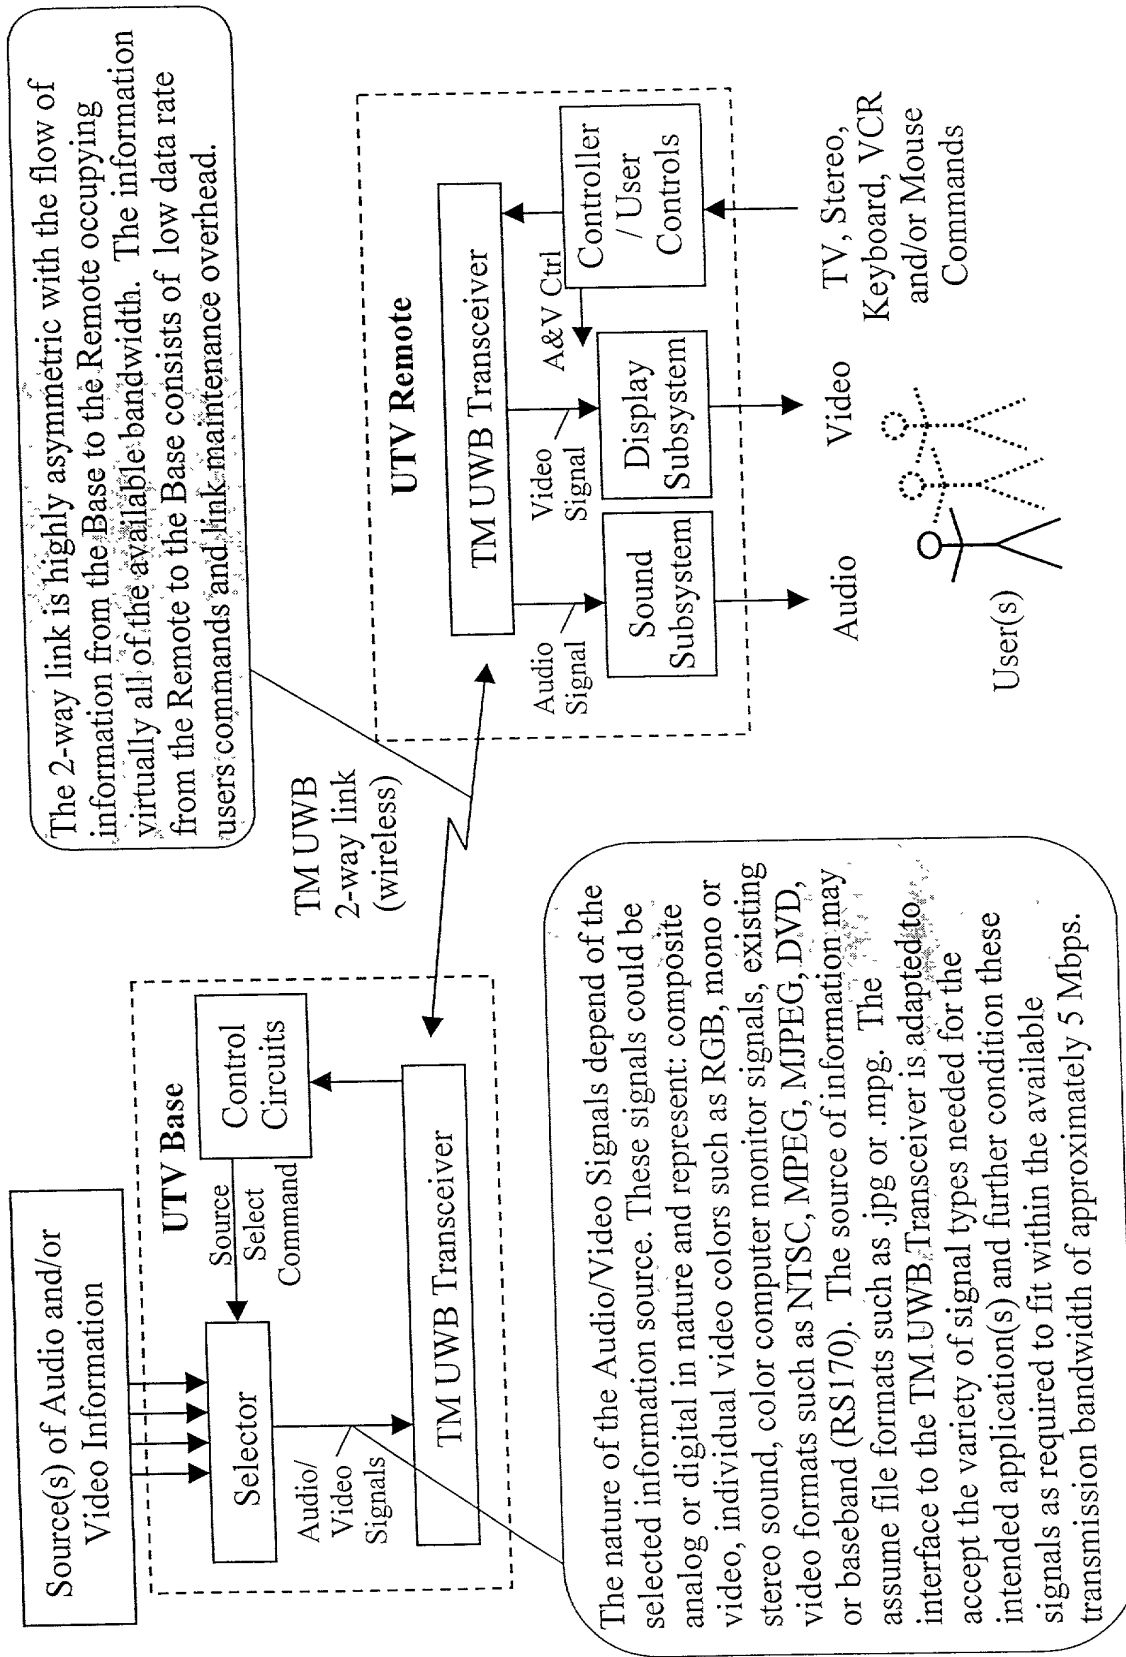 Source(s) of Audio and/or
Video Information
UTV Base
Selector
Source
Select
Command
Control
Circuits
Audio/
Video
Signals
TM UWB Transceiver
TM UWB
2-way link
(wireless)
The 2-way link is highly asymmetric with the flow of
information from the Base to the Remote occupying
virtually all of the available bandwidth. The information
from the Remote to the Base consists of low data rate
users commands and link maintenance overhead.
UTV Remote
TM UWB Transceiver
Audio
Signal
Video
Signal
A&V Ctrl
Sound
Subsystem
Display
Subsystem
Controller
/ User
Controls
Audio
Video
TV, Stereo,
Keyboard, VCR
and/or Mouse
Commands
User(s)
The nature of the Audio/Video Signals depend of the
selected information source. These signals could be
analog or digital in nature and represent: composite
video, individual video colors such as RGB, mono or
stereo sound, color computer monitor signals, existing
video formats such as NTSC, MPEG, MJPEG, DVD,
or baseband (RS170). The source of information may
assume file formats such as .jpg or .mpg. The
interface to the TM UWB Transceiver is adapted to
accept the variety of signal types needed for the
intended application(s) and further condition these
signals as required to fit within the available
transmission bandwidth of approximately 5 Mbps.